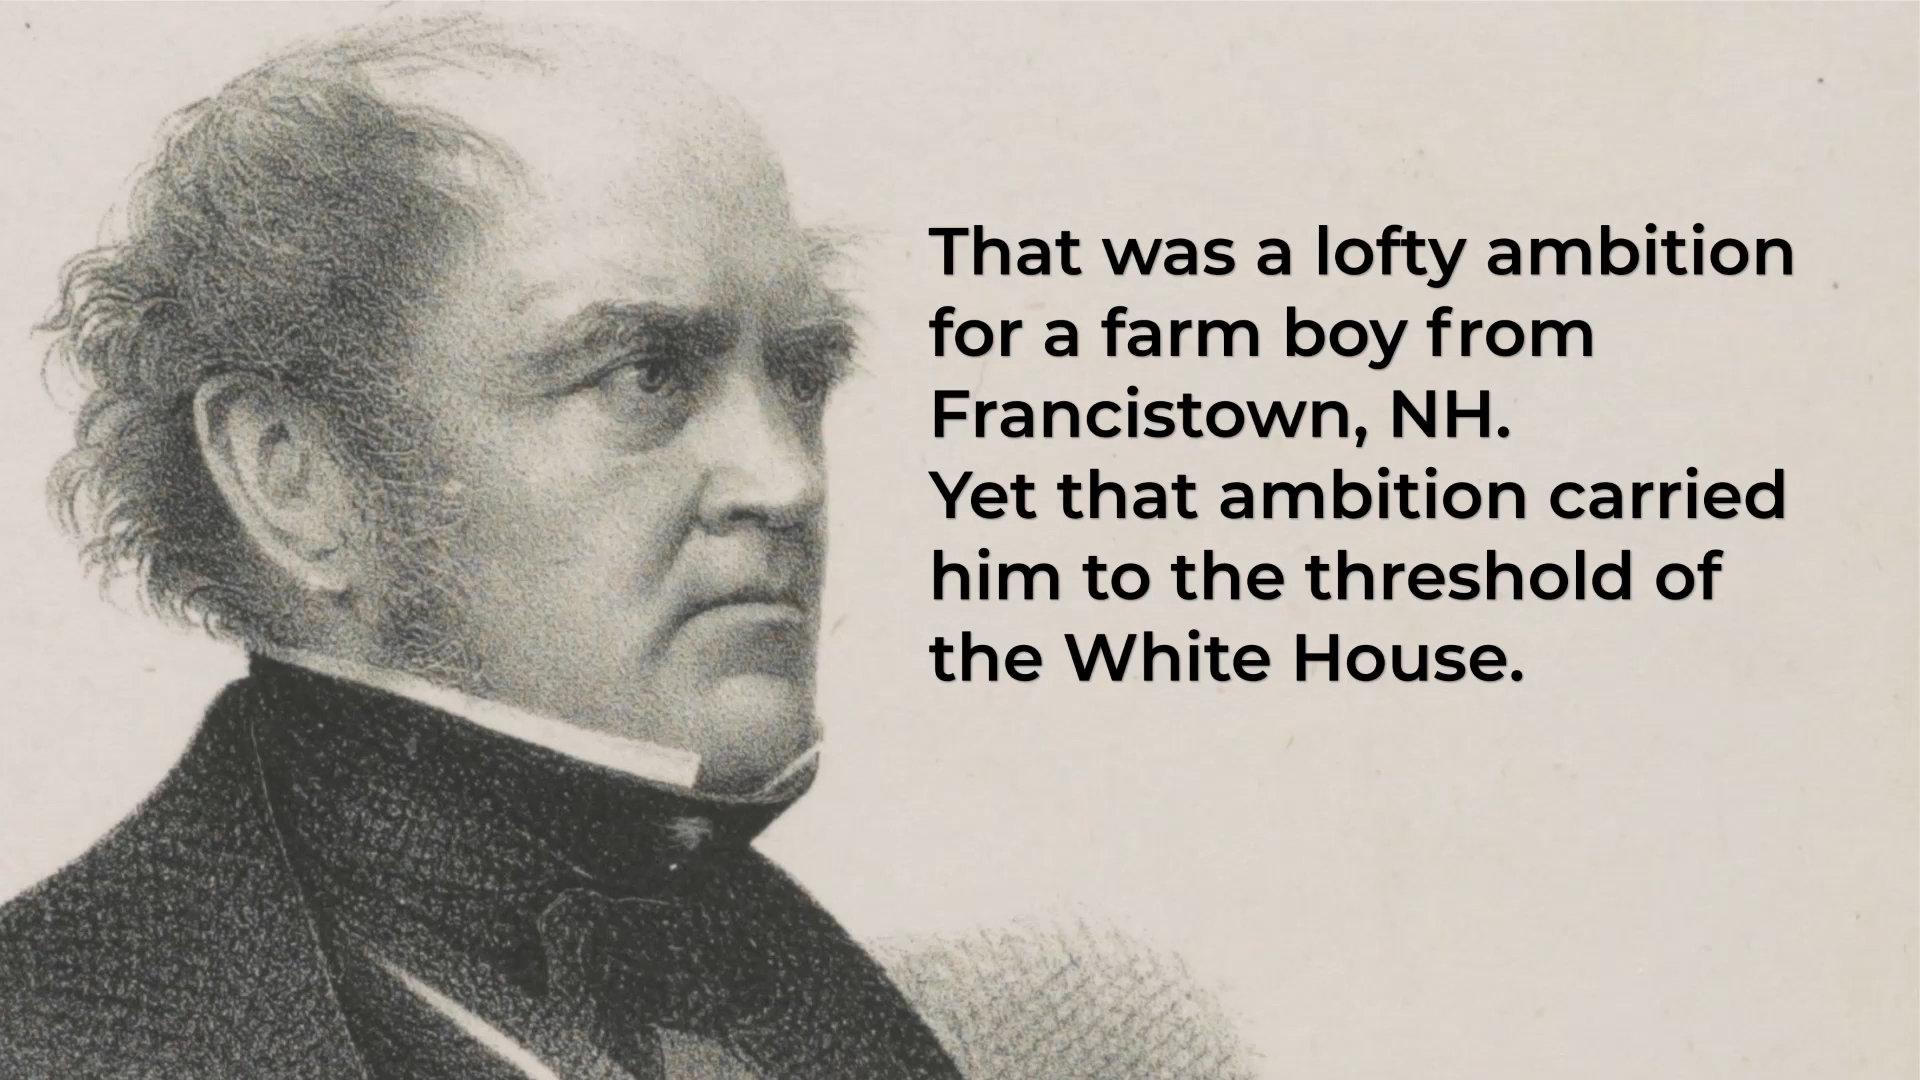 That was a lofty ambition
for a farm boy from
Francistown, NH.
Yet that ambition carried
him to the threshold of
the White House.